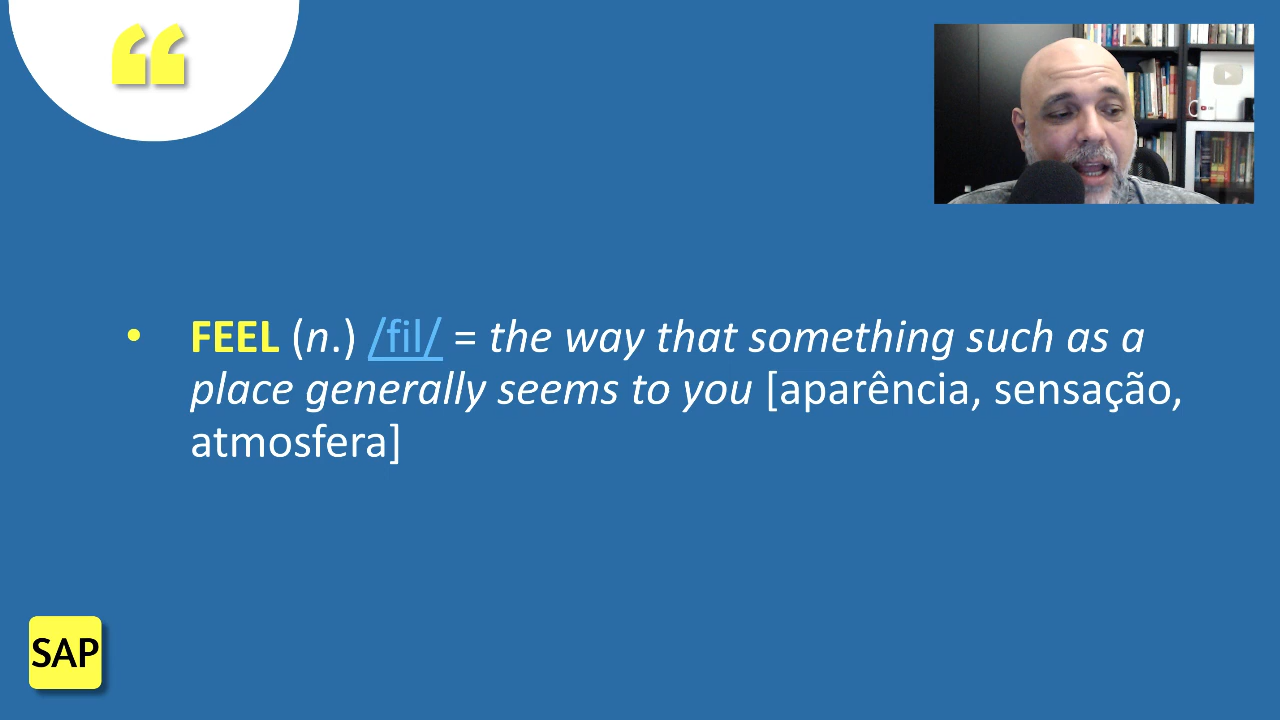 “
• FEEL (n.) /fil/ = the way that something such as a
place generally seems to you [aparência, sensação,
atmosfera]
SAP